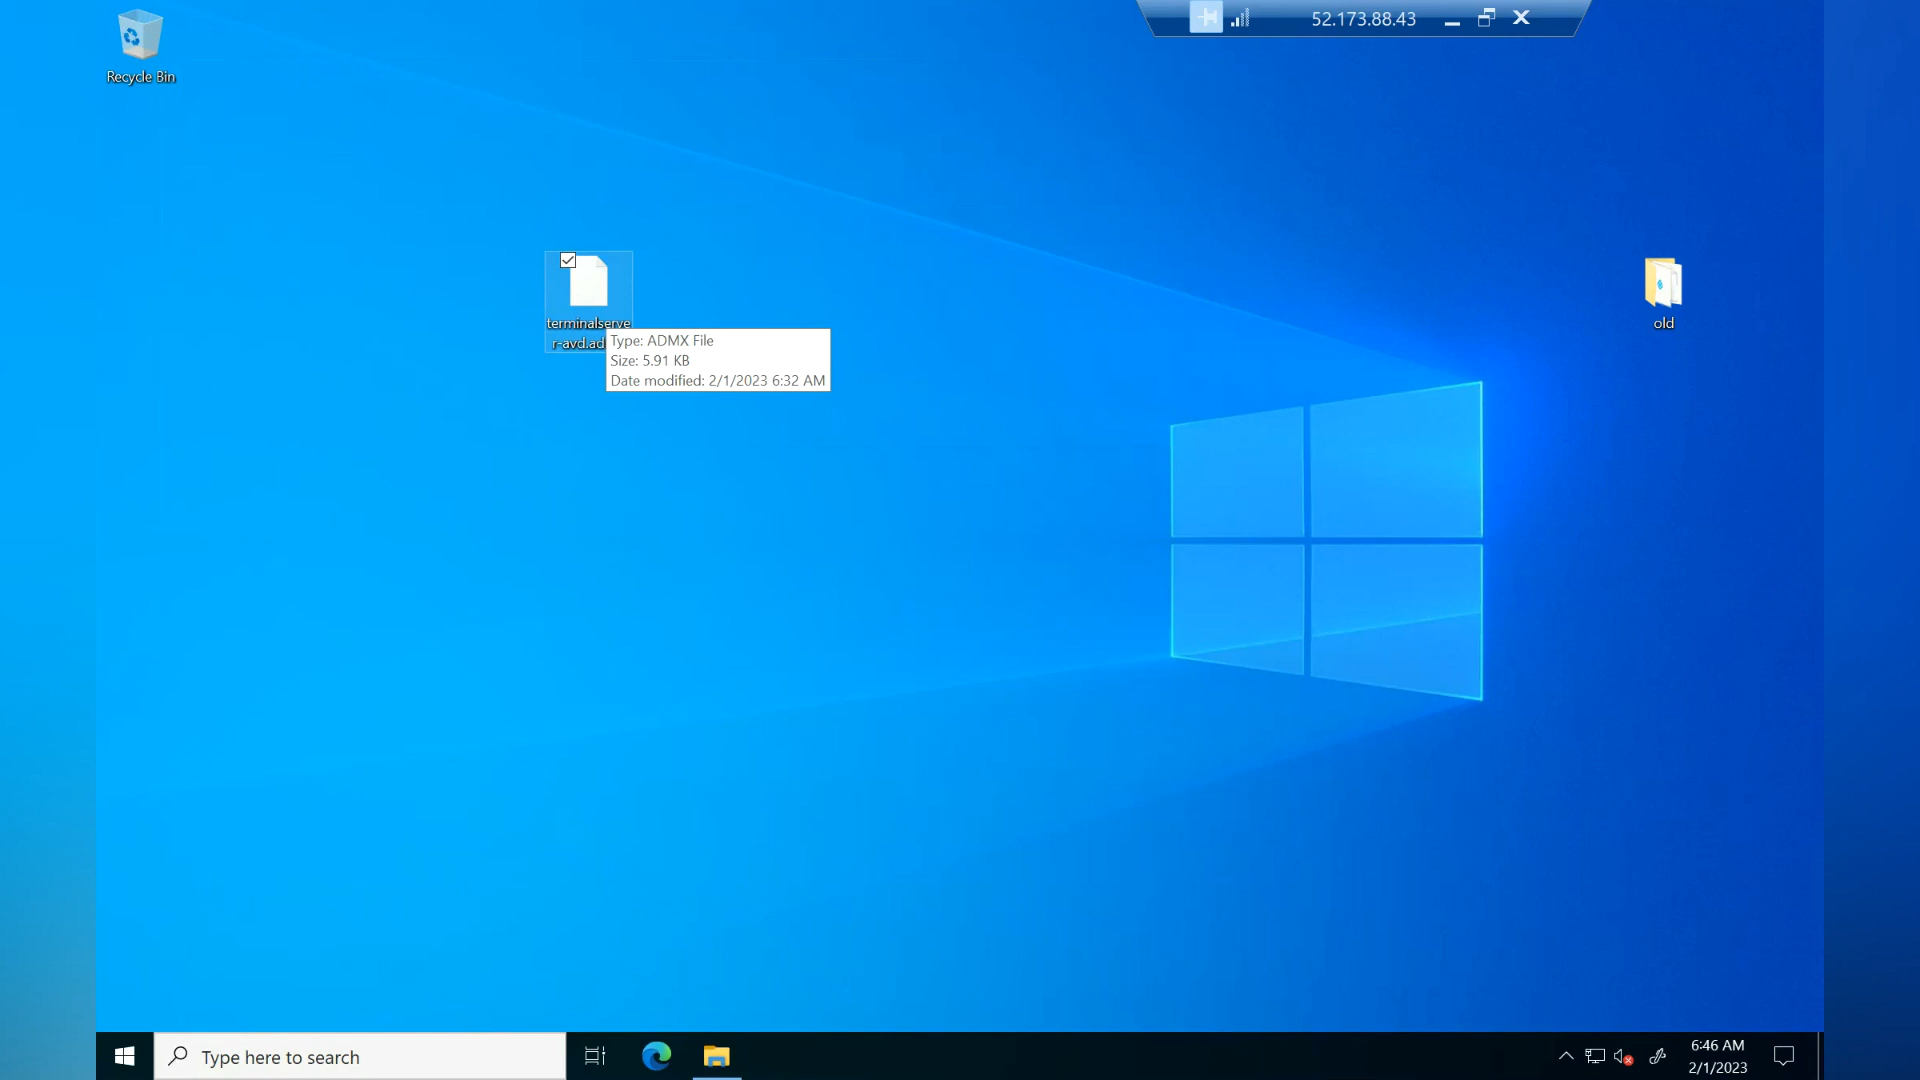 52.173.88.43
Recycle Bin
terminalserve
r-avd.ad
Type: ADMX File
Size: 5.91 KB
Date modified: 2/1/2023 6:32 AM
old
Type here to search
6:46 AM
2/1/2023